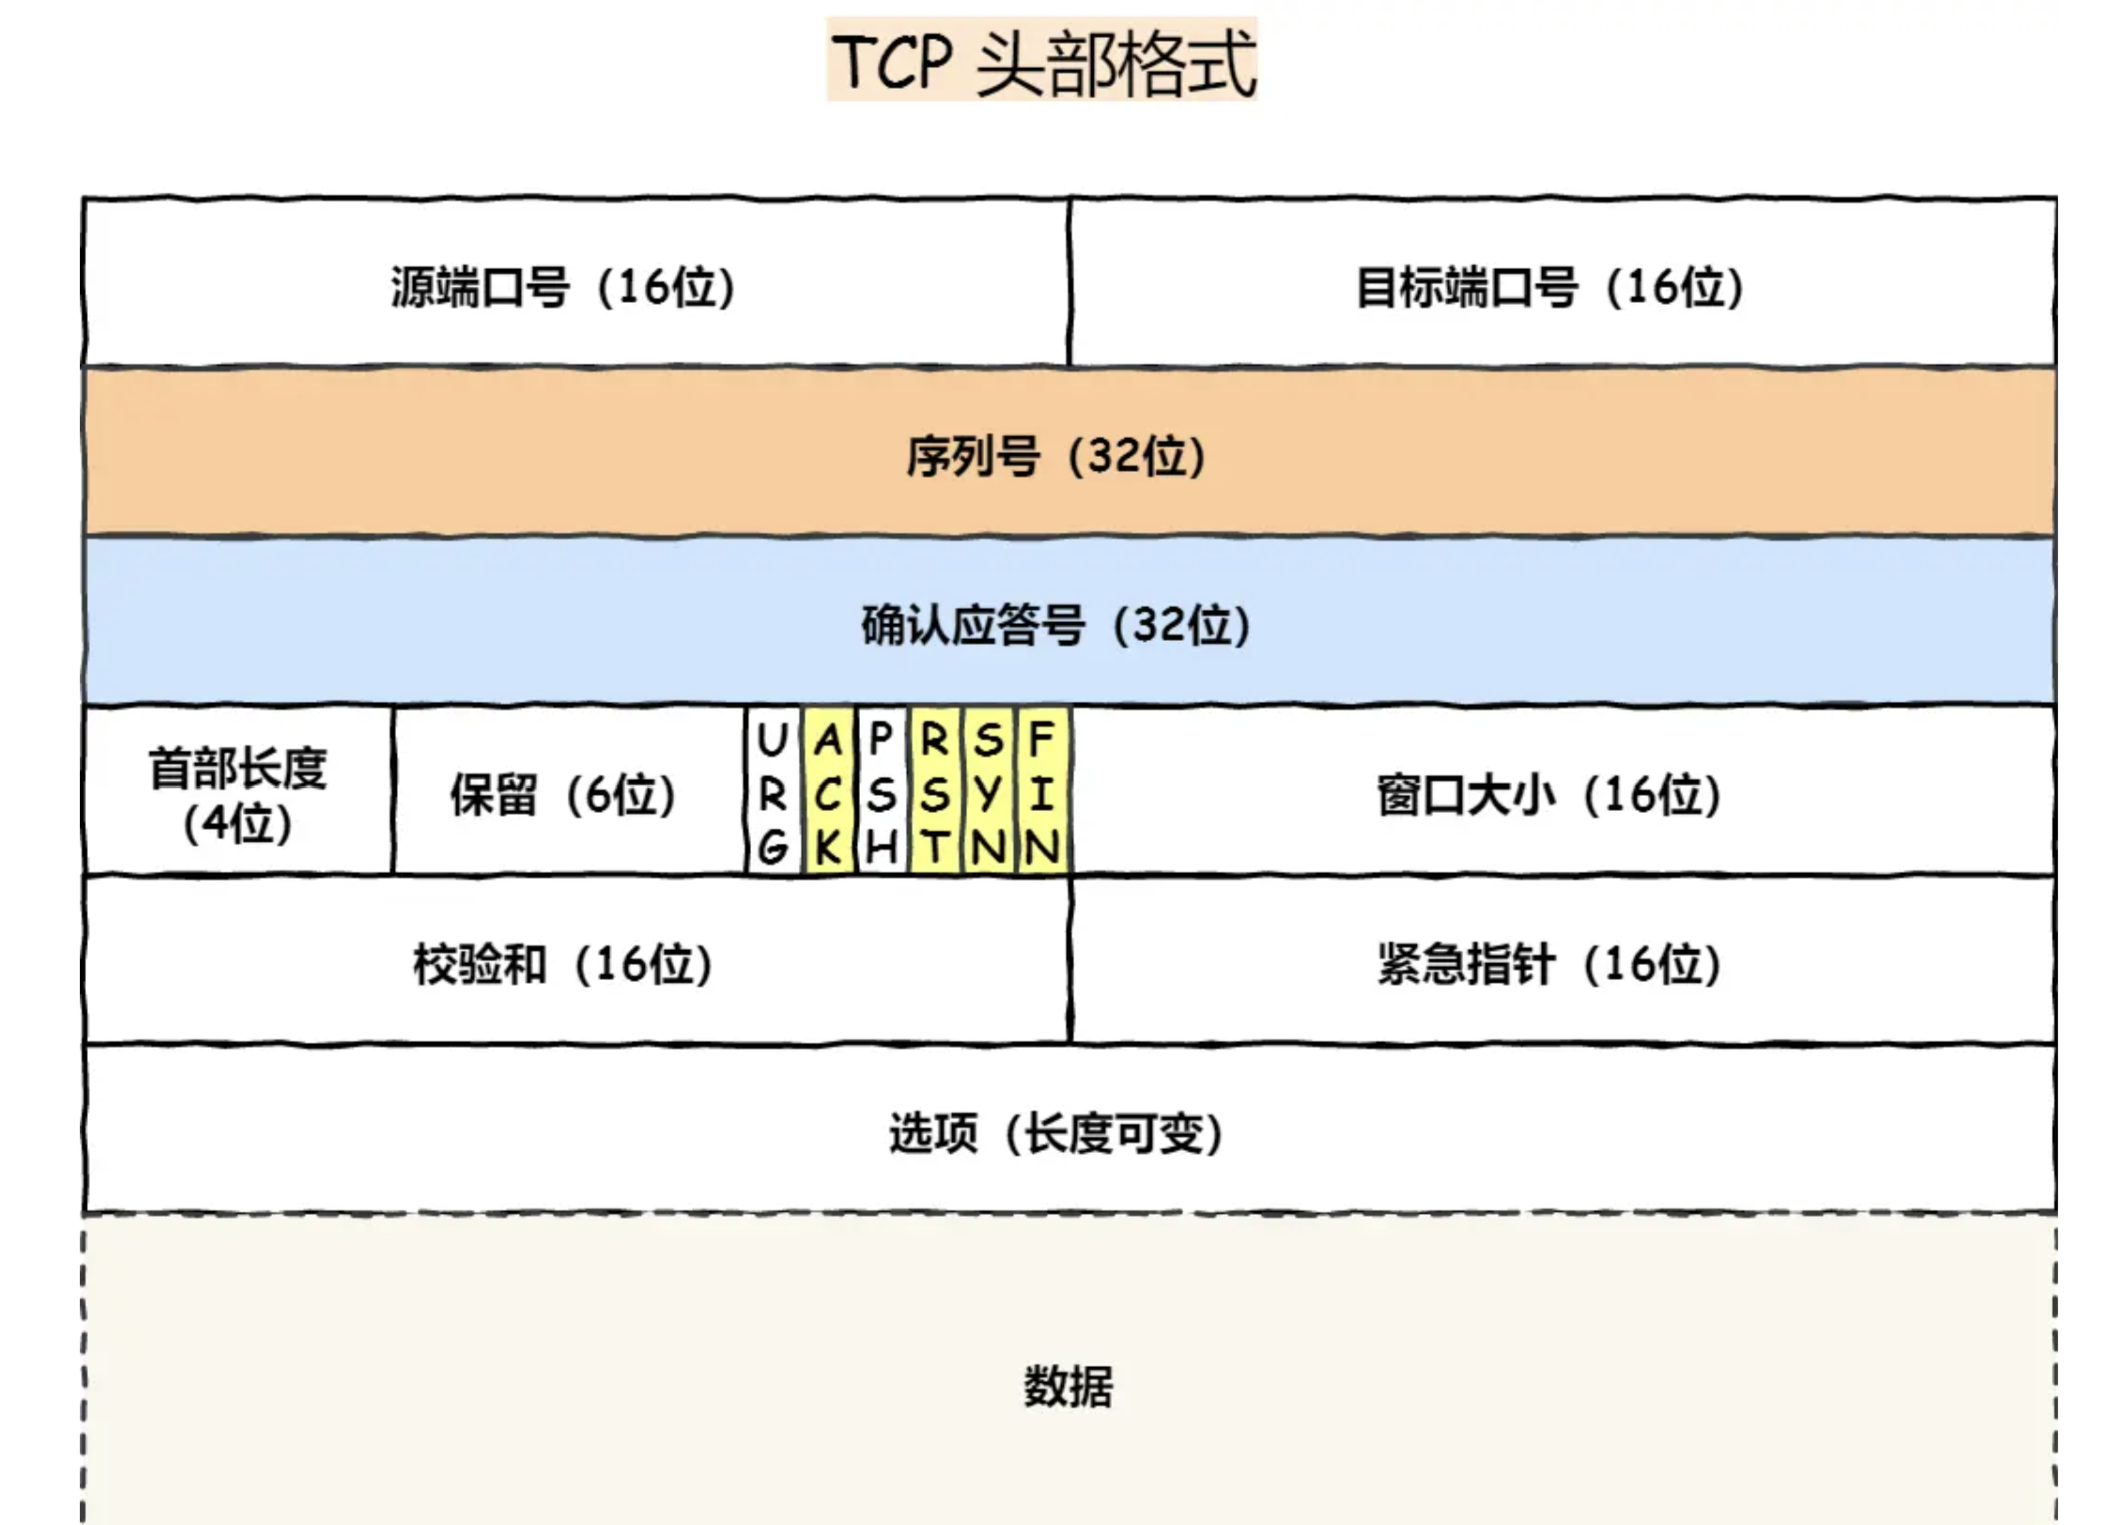 TCP 头部格式
源端口号（16位）
目标端口号（16位）
序列号（32位）
确认应答号（32位）
首部长度
（4位）
保留（6位）
URG
ACK
PSH
RST
SYN
FIN
窗口大小（16位）
校验和（16位）
紧急指针（16位）
选项（长度可变）
数据